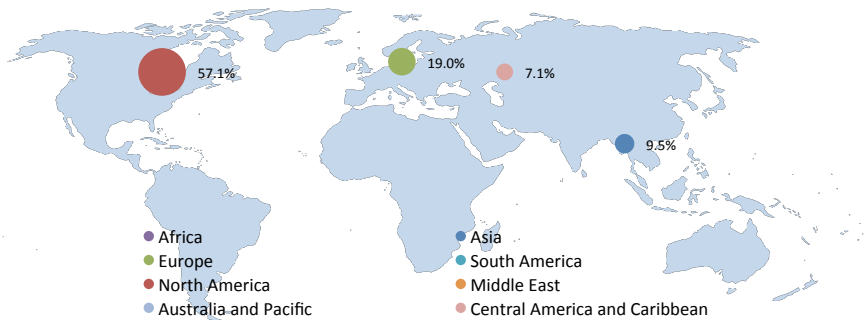 57.1%
19.0%
7.1%
9.5%
Africa
Asia
Europe
South America
North America
Middle East
Australia and Pacific
Central America and Caribbean